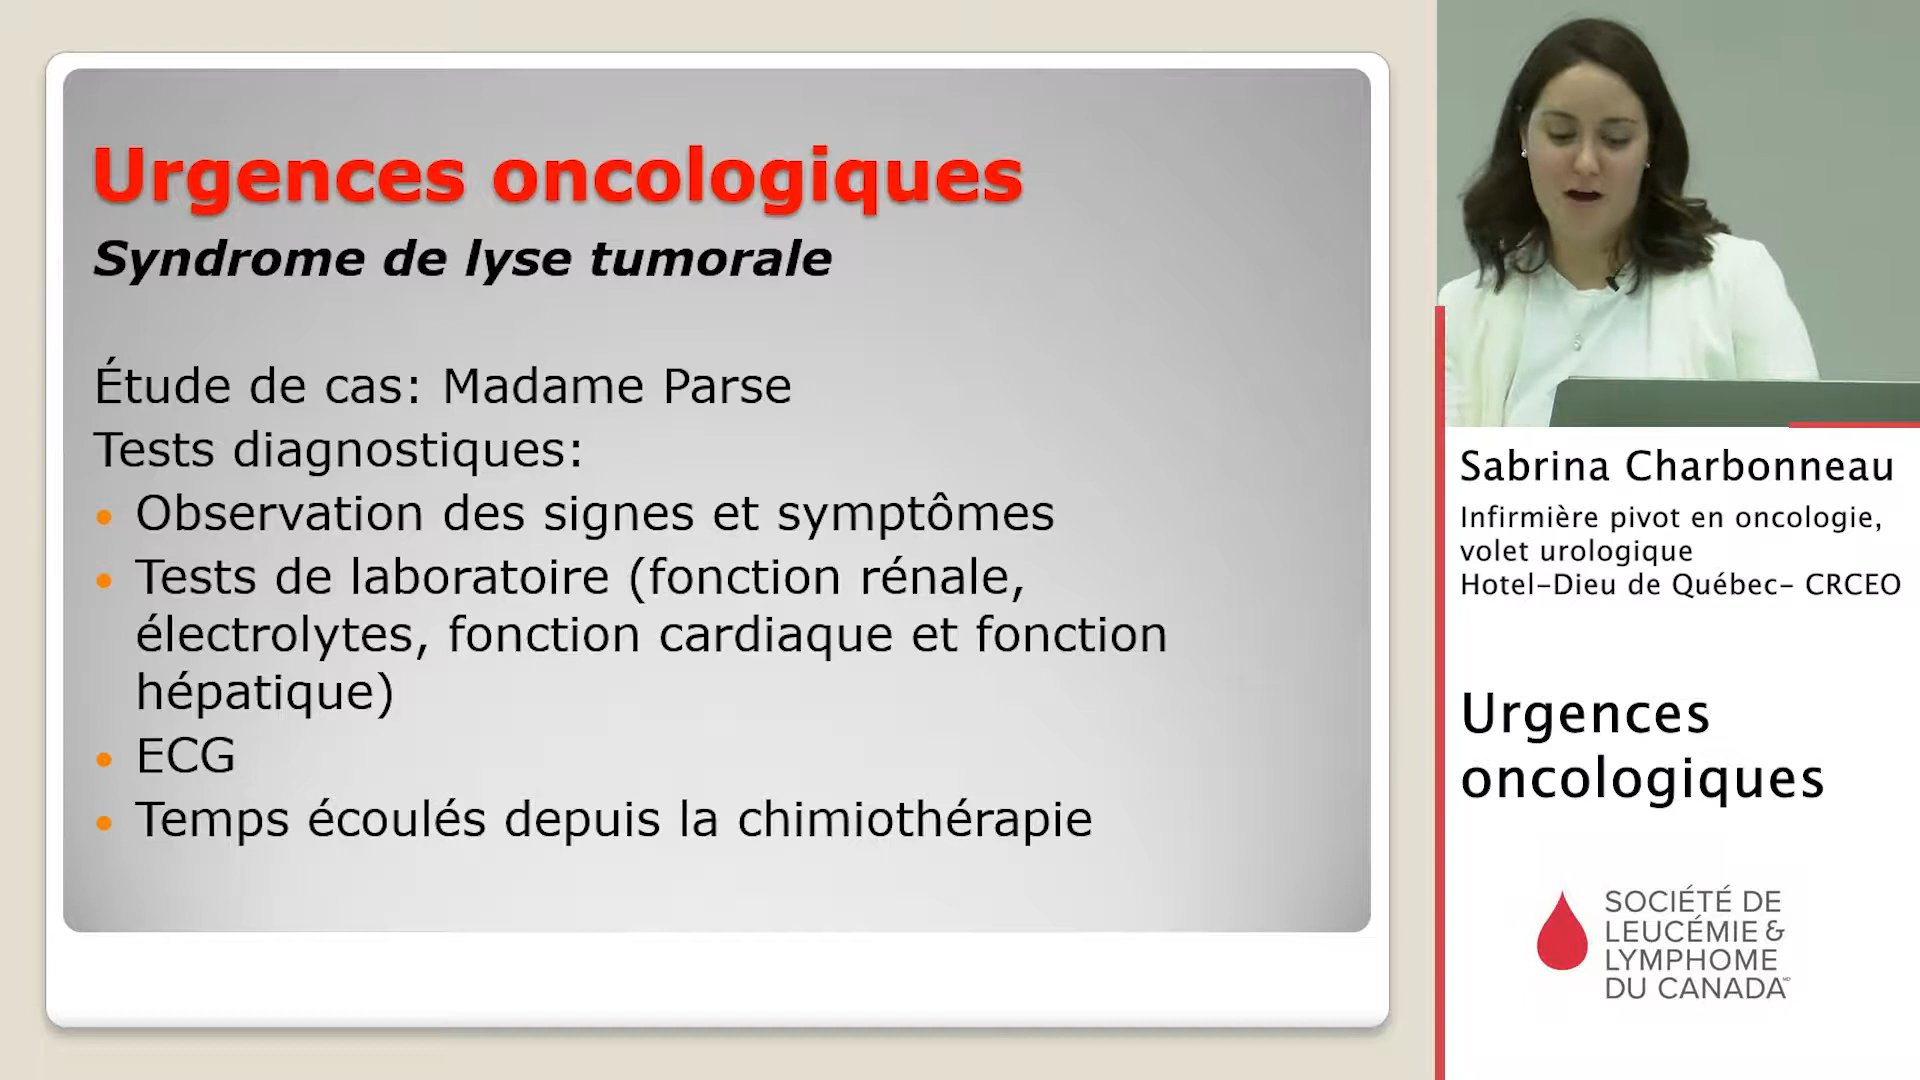 Urgences oncologiques
Syndrome de lyse tumorale
Étude de cas: Madame Parse
Tests diagnostiques:
• Observation des signes et symptômes
• Tests de laboratoire (fonction rénale,
électrolytes, fonction cardiaque et fonction
hépatique)
• ECG
• Temps écoulés depuis la chimiothérapie
Sabrina Charbonneau
Infirmière pivot en oncologie,
volet urologique
Hotel-Dieu de Québec- CRCEO
Urgences
oncologiques
SOCIÉTÉ DE
LEUCÉMIE &
LYMPHOME
DU CANADA